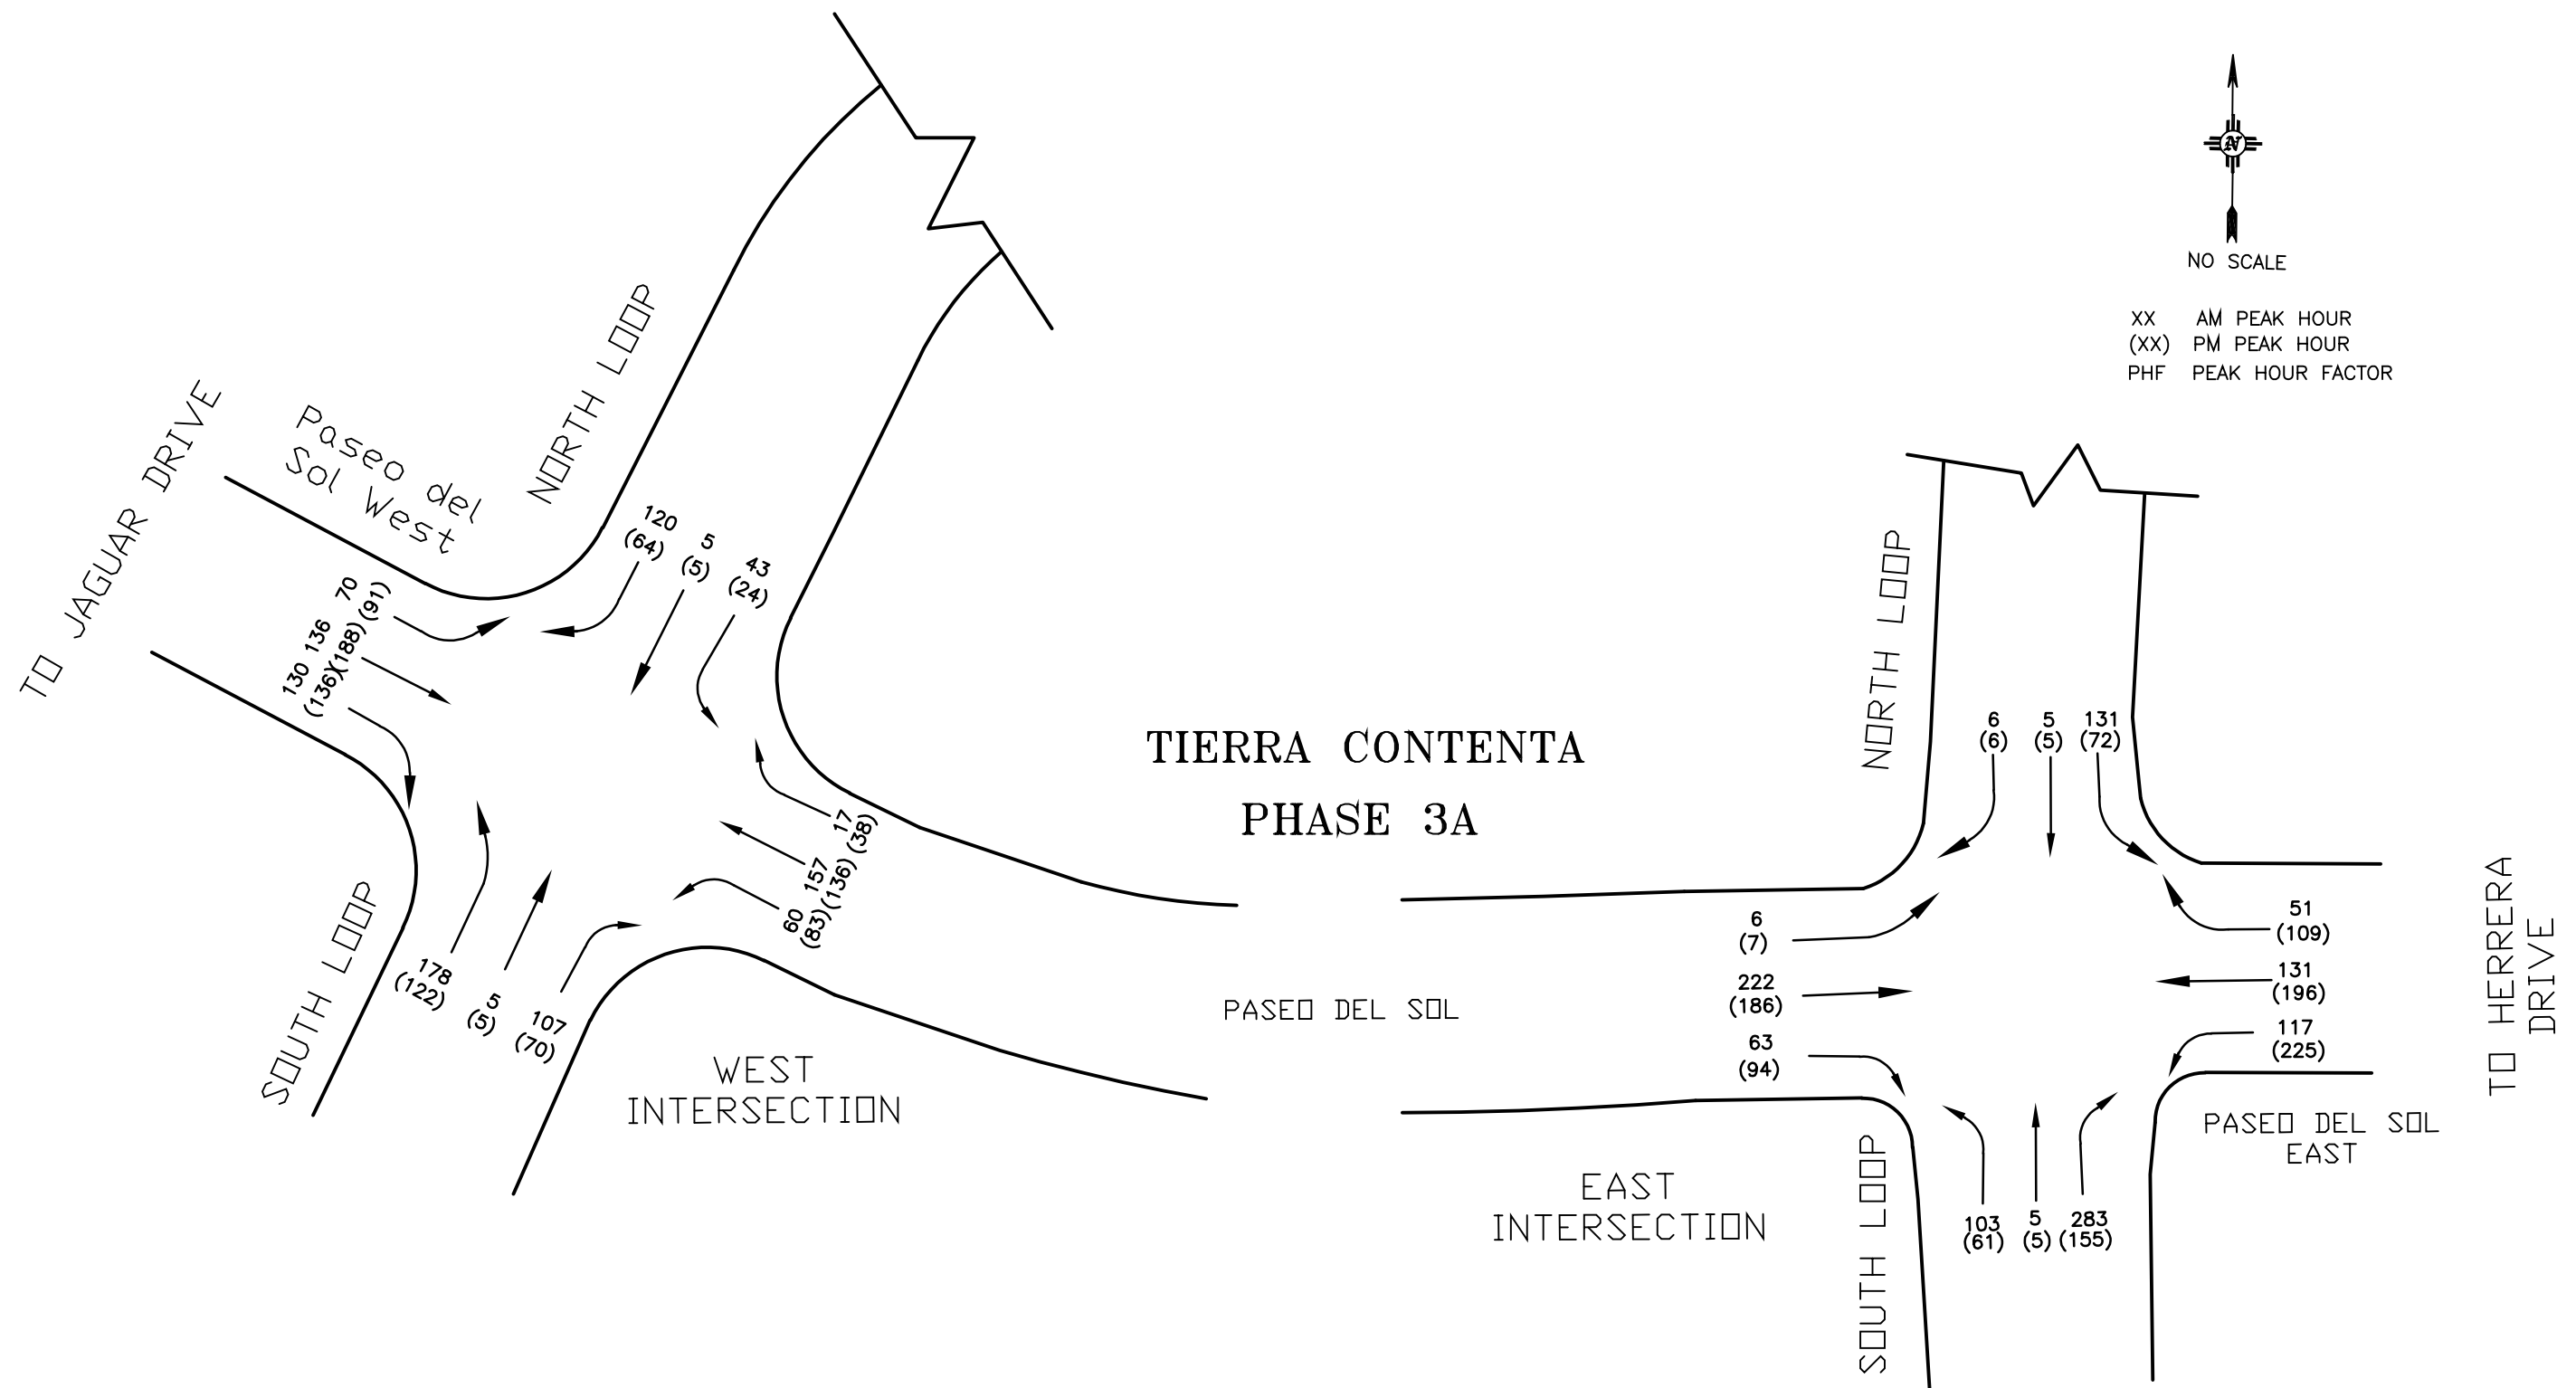 N
NO SCALE
XX AM PEAK HOUR
(XX) PM PEAK HOUR
PHF PEAK HOUR FACTOR
TO JAGUAR DRIVE
Paseo del
Sol West
NORTH LOOP
120
(64)
5
(5)
43
(24)
130 136 70
(136)(188)(91)
60 157 17
(83)(136)(38)
178
(122)
5
(5)
107
(70)
SOUTH LOOP
WEST
INTERSECTION
TIERRA CONTENTA
PHASE 3A
PASEO DEL SOL
NORTH LOOP
6
(6)
5
(5)
131
(72)
6
(7)
222
(186)
63
(94)
51
(109)
131
(196)
117
(225)
103
(61)
5
(5)
283
(155)
EAST
INTERSECTION
SOUTH LOOP
PASEO DEL SOL
EAST
TO HERRERA
DRIVE